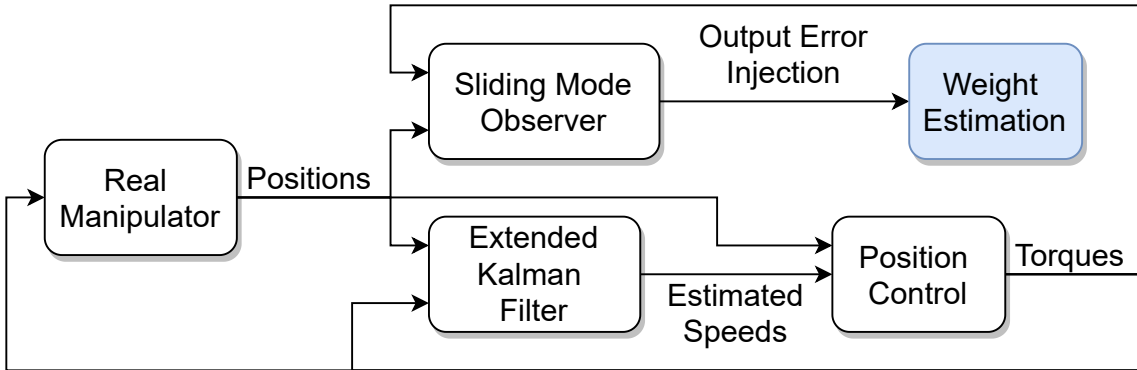 Output Error
Injection
Sliding Mode
Observer
Weight
Estimation
Real
Manipulator
Positions
Extended
Kalman
Filter
Estimated
Speeds
Position
Control
Torques